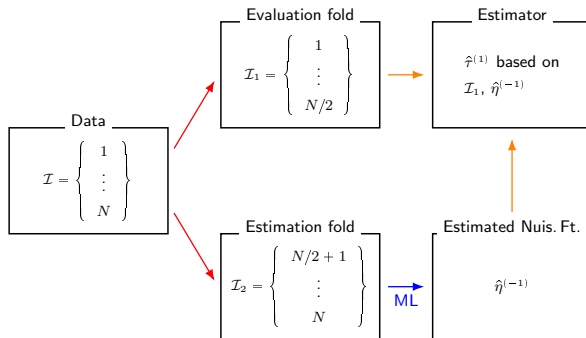 Evaluation fold
Estimator
1
⋮
N/2
𝓘₁ =
τ̂⁽¹⁾ based on
𝓘₁, η̂⁽⁻¹⁾
Data
1
⋮
N
𝓘 =
Estimation fold
Estimated Nuis. Ft.
N/2 + 1
⋮
N
𝓘₂ =
ML
η̂⁽⁻¹⁾